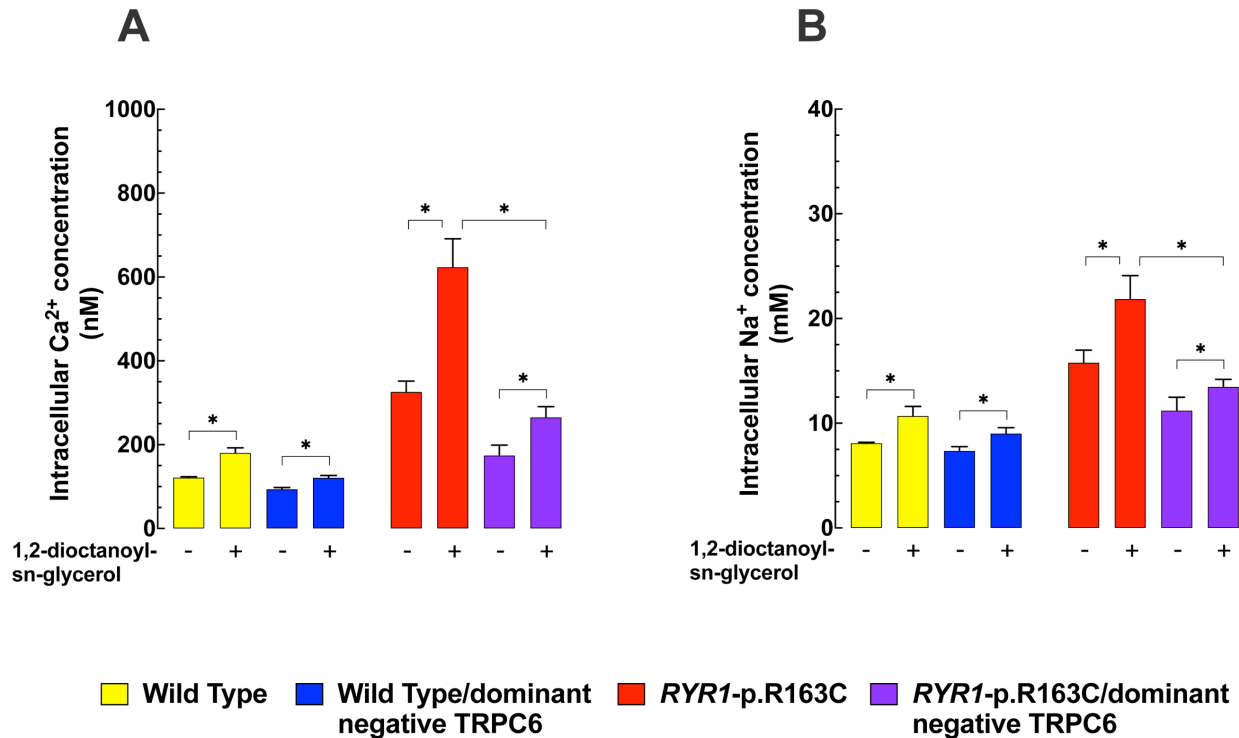 A
B
Intracellular Ca2+ concentration
(nM)
1000
800
600
400
200
0
*
*
*
*
*
1,2-dioctanoyl-
sn-glycerol
- + - + - + - +
Intracellular Na+ concentration
(mM)
40
30
20
10
0
*
*
*
*
*
1,2-dioctanoyl-
sn-glycerol
- + - + - + - +
Wild Type
Wild Type/dominant
negative TRPC6
RYR1-p.R163C
RYR1-p.R163C/dominant
negative TRPC6